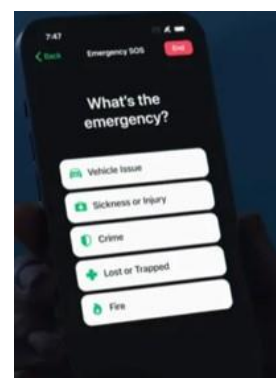 7:47
Back
Emergency SOS
End
What's the
emergency?
Vehicle Issue
Sickness or Injury
Crime
Lost or Trapped
Fire